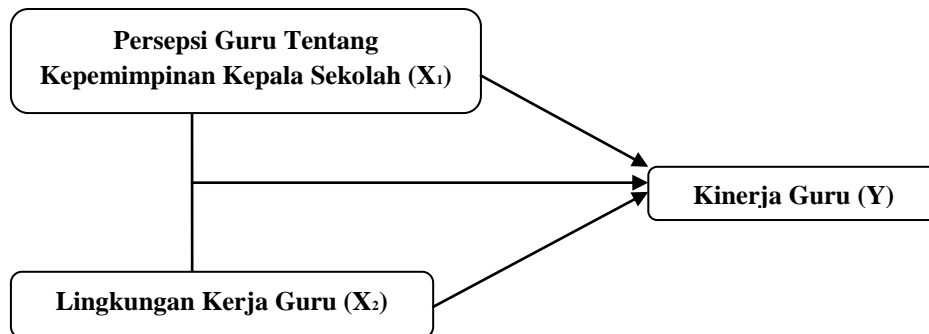 Persepsi Guru Tentang
Kepemimpinan Kepala Sekolah (X₁)
Kinerja Guru (Y)
Lingkungan Kerja Guru (X₂)